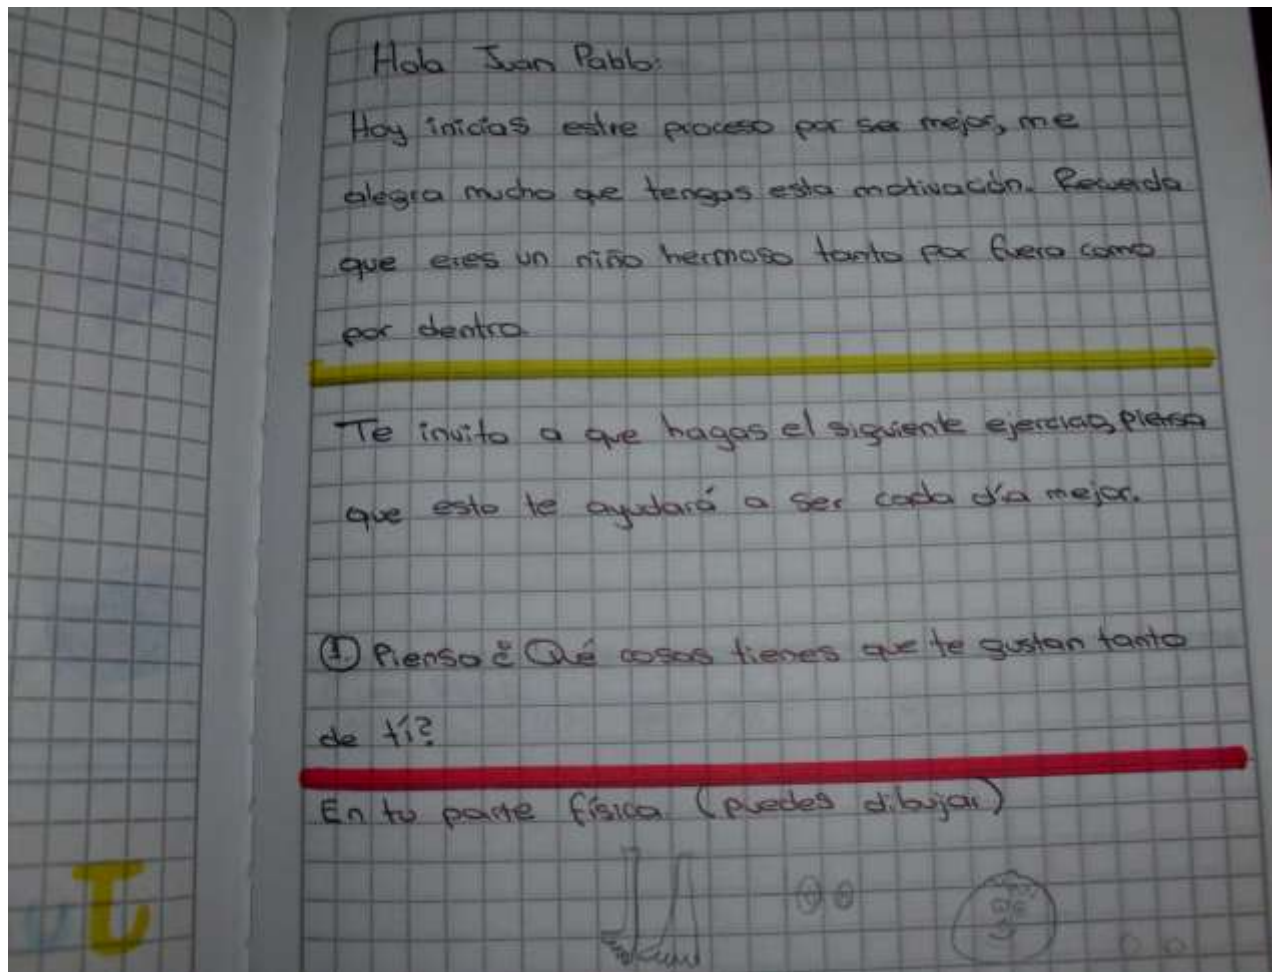 Hola Juan Pablo:
Hoy inicias estre proceso por ser mejor, me
alegra mucho que tengas esta motivación. Recuerda
que eres un niño hermoso tanto por fuera como
por dentro.
Te invito a que hagas el siguiente ejercicio, piensa
que esto te ayudará a ser cada día mejor.
① Piensa ¿Qué cosas tienes que te gustan tanto
de tí?
En tu parte física (puedes dibujar)